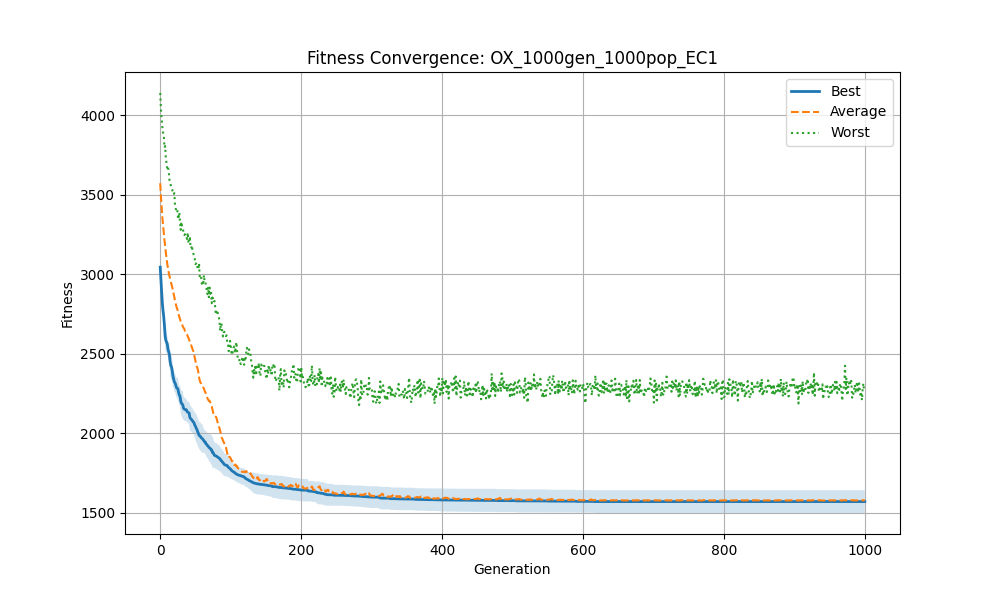 Fitness Convergence: OX_1000gen_1000pop_EC1
Best
Average
Worst
4000
3500
3000
2500
2000
1500
Fitness
0 200 400 600 800 1000
Generation